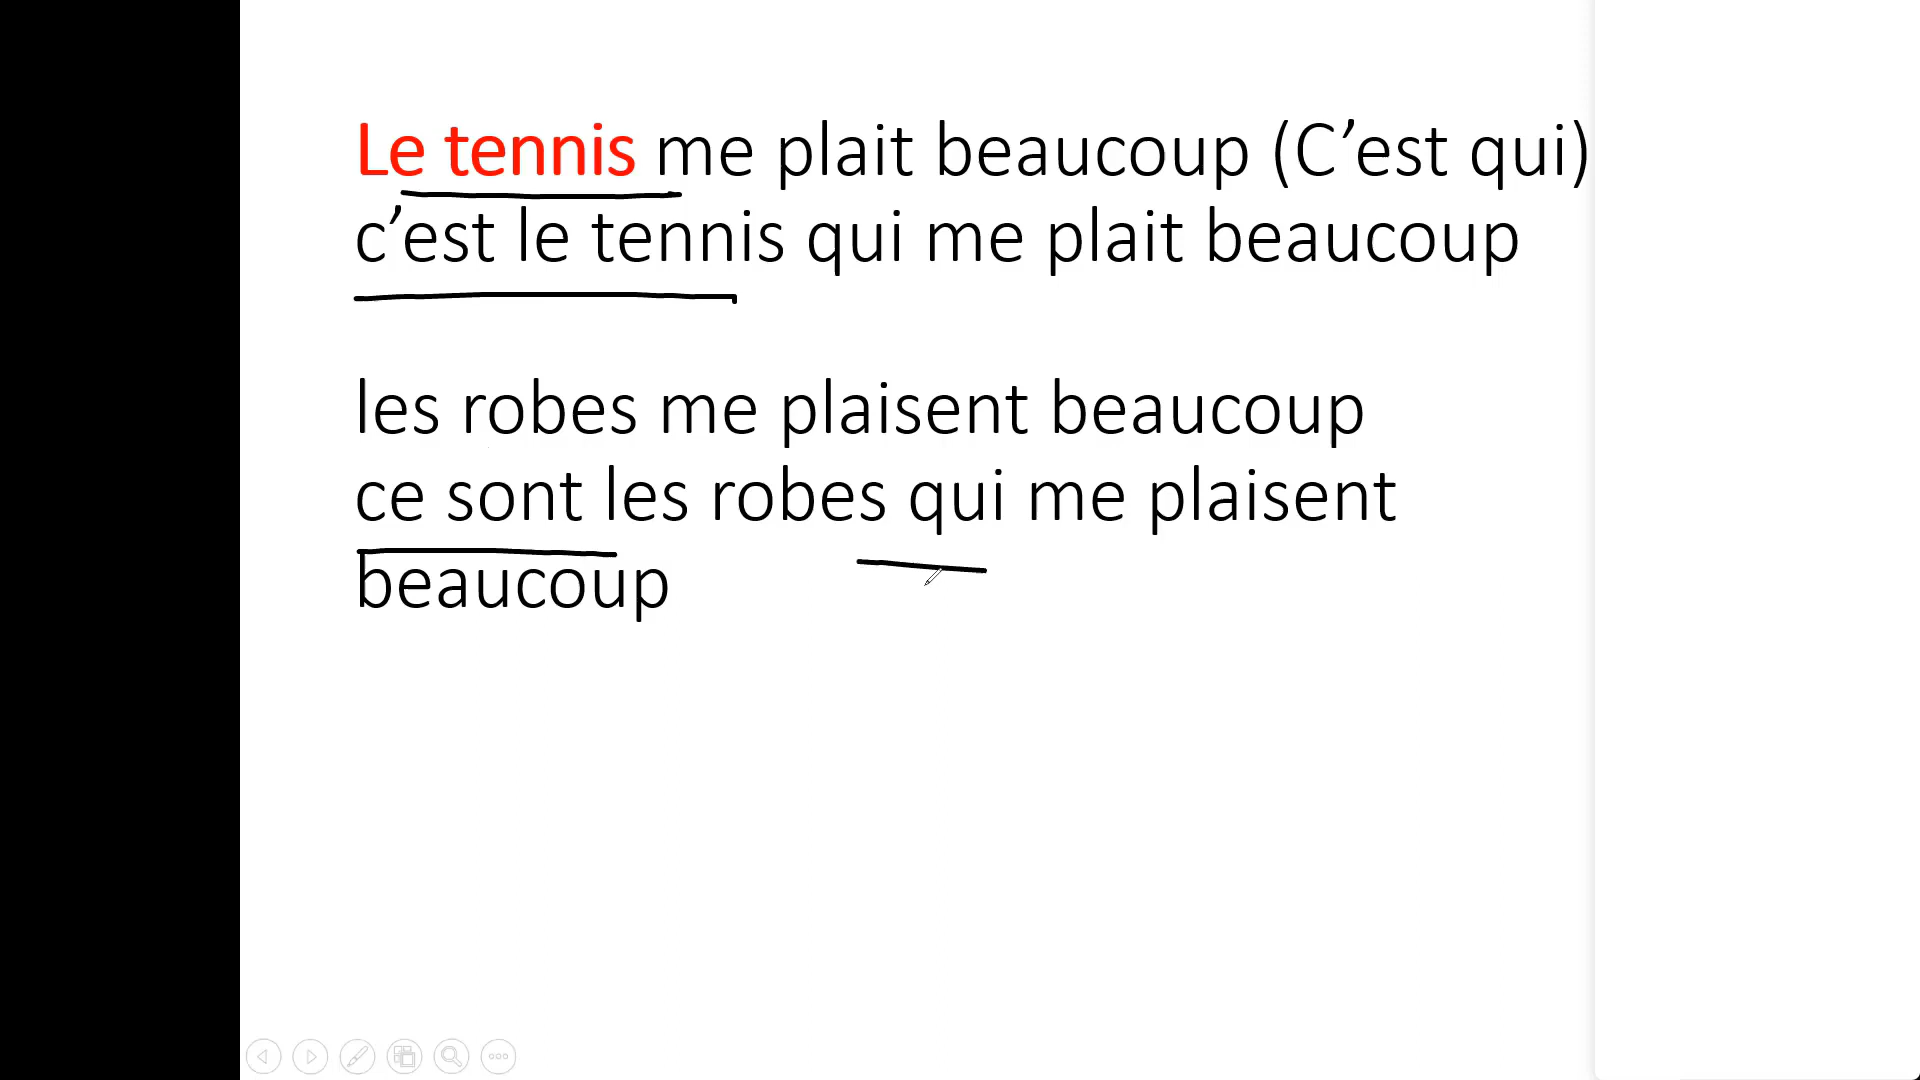 Le tennis me plait beaucoup (C’est qui)
c’est le tennis qui me plait beaucoup
les robes me plaisent beaucoup
ce sont les robes qui me plaisent
beaucoup